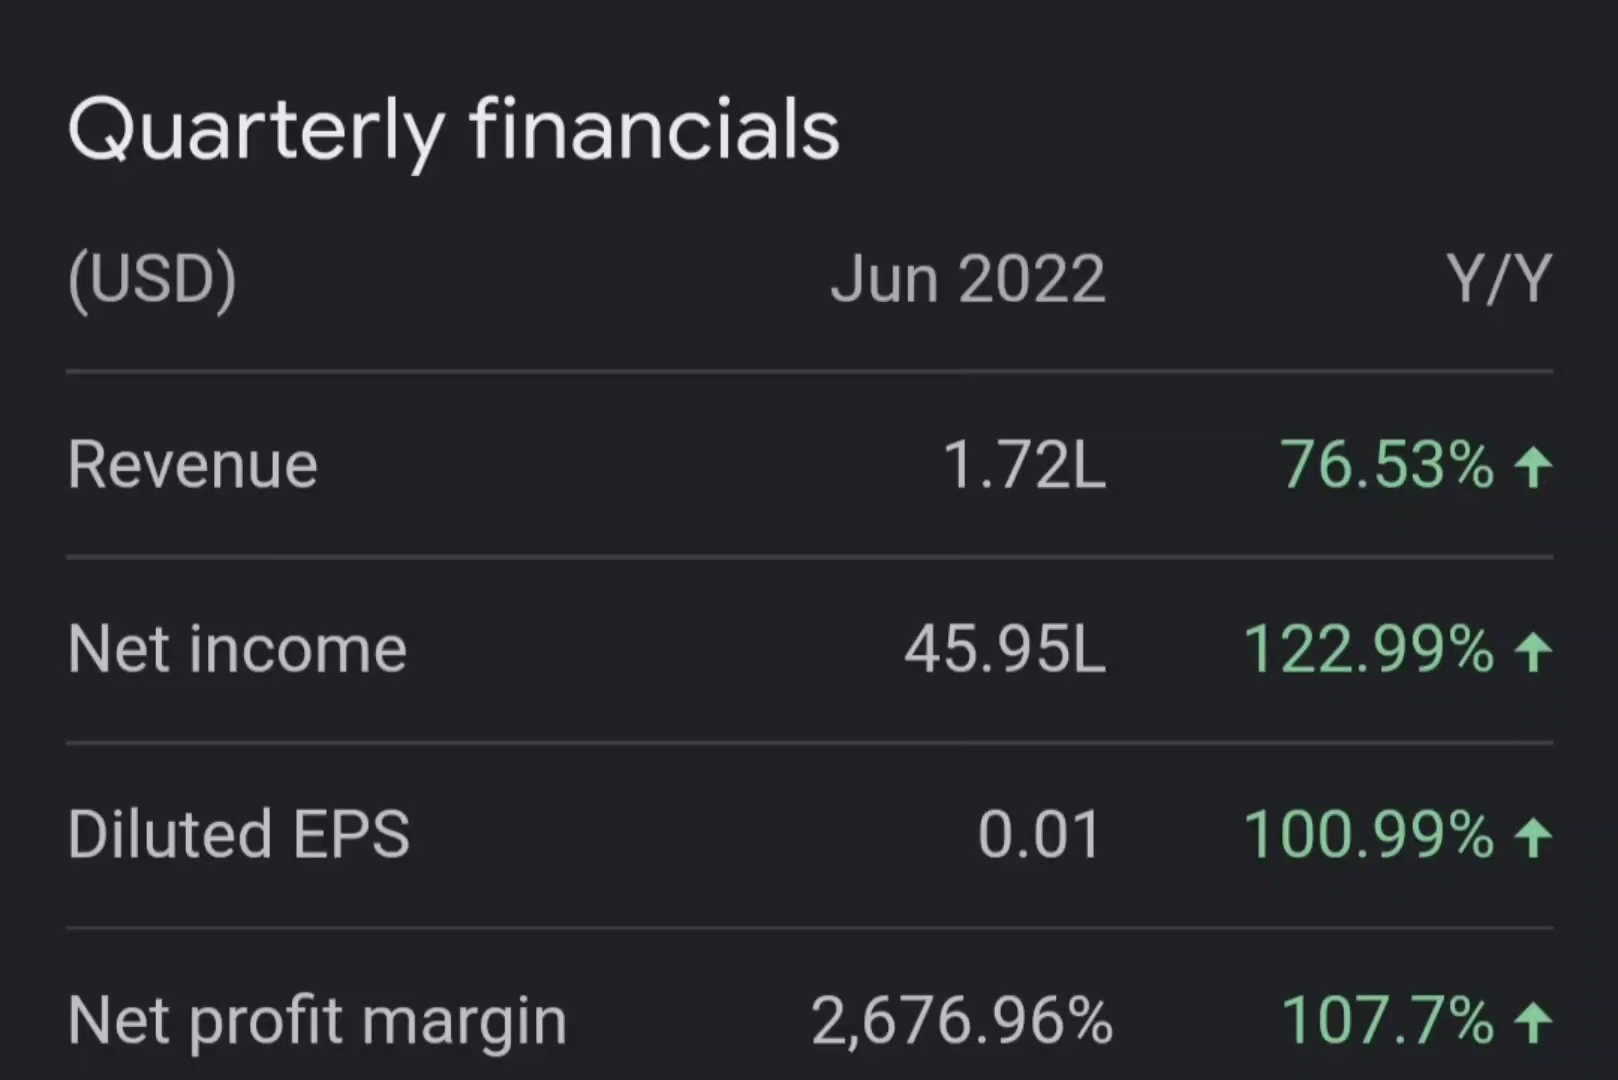 Quarterly financials
(USD) Jun 2022 Y/Y
Revenue 1.72L 76.53% ↑
Net income 45.95L 122.99% ↑
Diluted EPS 0.01 100.99% ↑
Net profit margin 2,676.96% 107.7% ↑